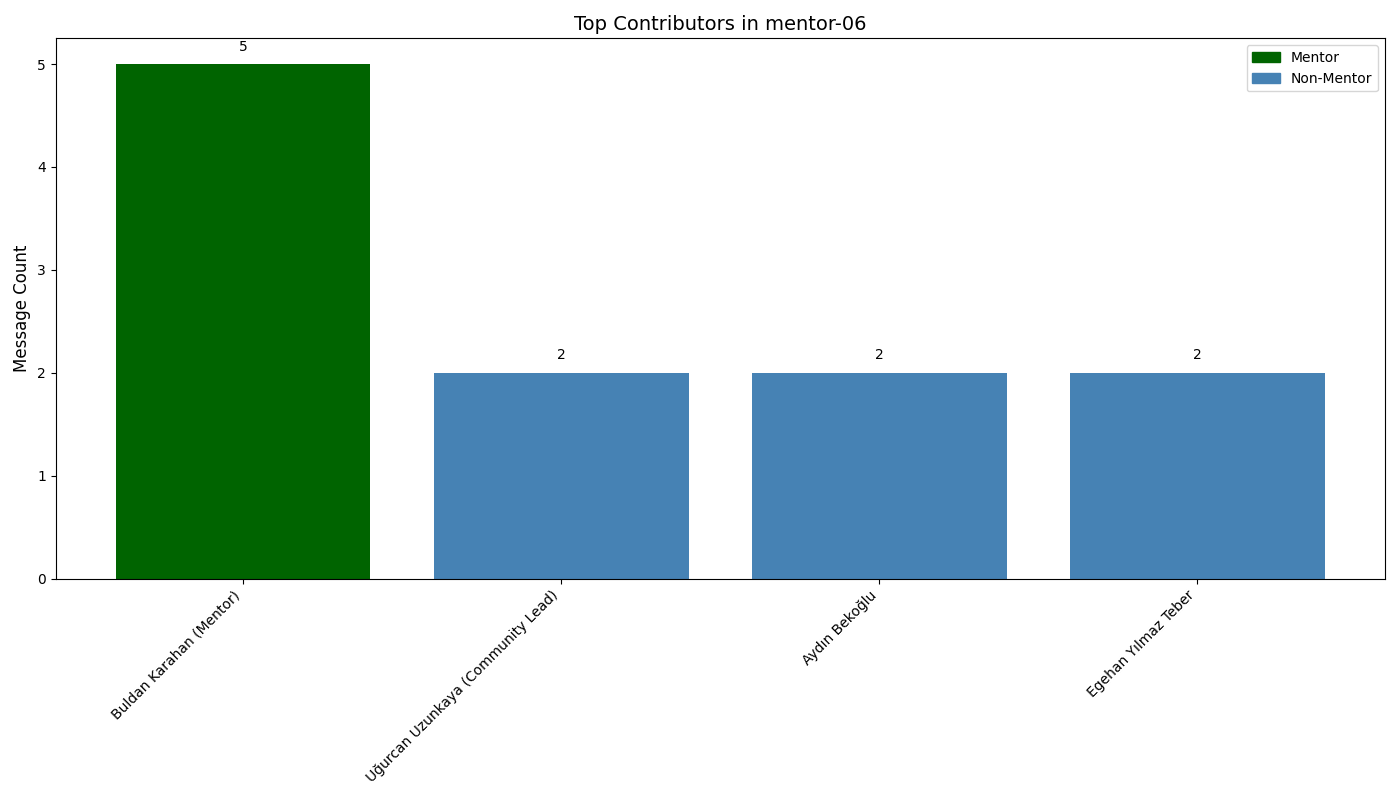 Top Contributors in mentor-06
Mentor
Non-Mentor
Message Count
5
4
3
2
1
0
5
2
2
2
Buldan Karahan (Mentor)
Uğurcan Uzunkaya (Community Lead)
Aydın Bekoğlu
Egehan Yılmaz Teber